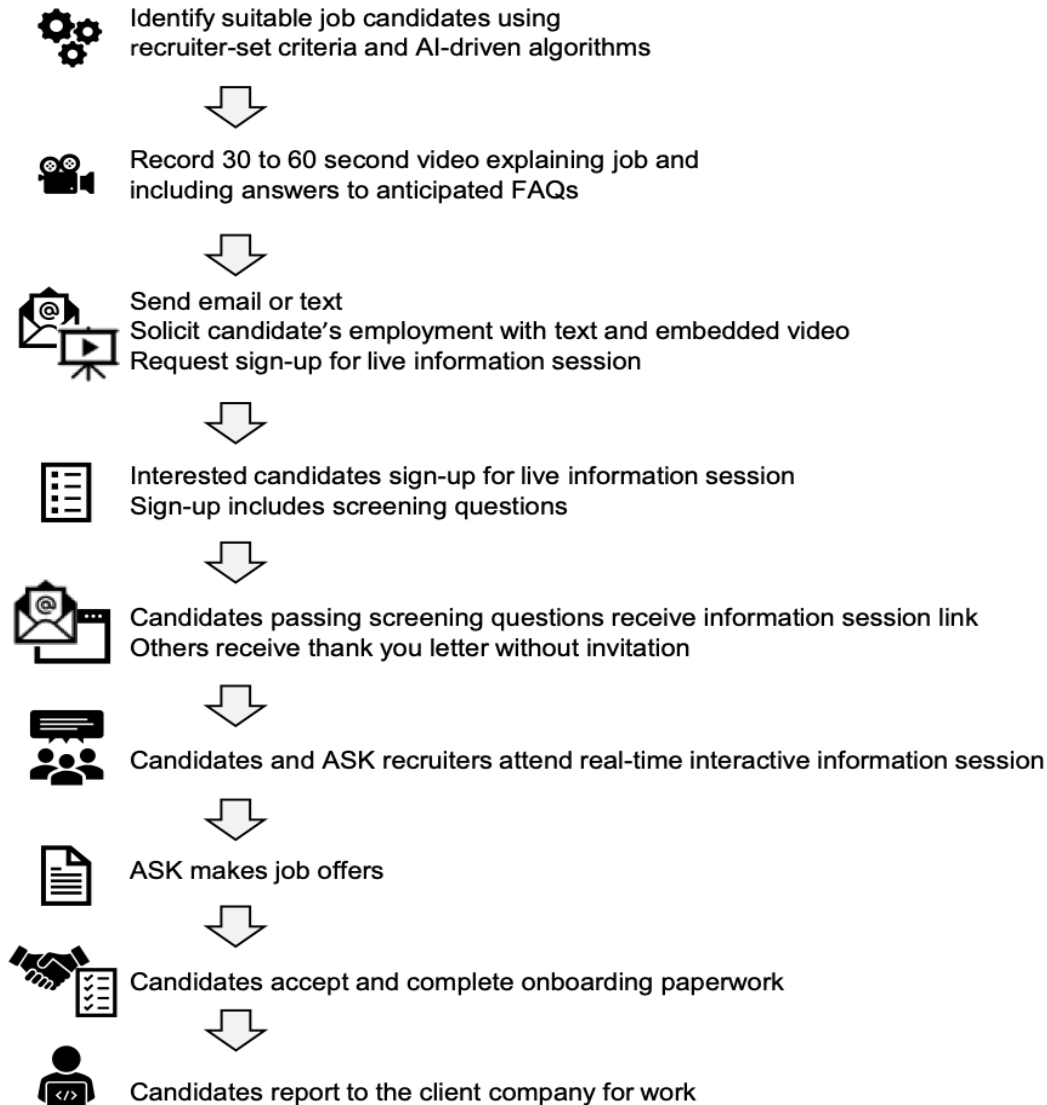 Identify suitable job candidates using
recruiter-set criteria and AI-driven algorithms
Record 30 to 60 second video explaining job and
including answers to anticipated FAQs
@
Send email or text
Solicit candidate’s employment with text and embedded video
Request sign-up for live information session
Interested candidates sign-up for live information session
Sign-up includes screening questions
@
Candidates passing screening questions receive information session link
Others receive thank you letter without invitation
Candidates and ASK recruiters attend real-time interactive information session
ASK makes job offers
Candidates accept and complete onboarding paperwork
</>
Candidates report to the client company for work